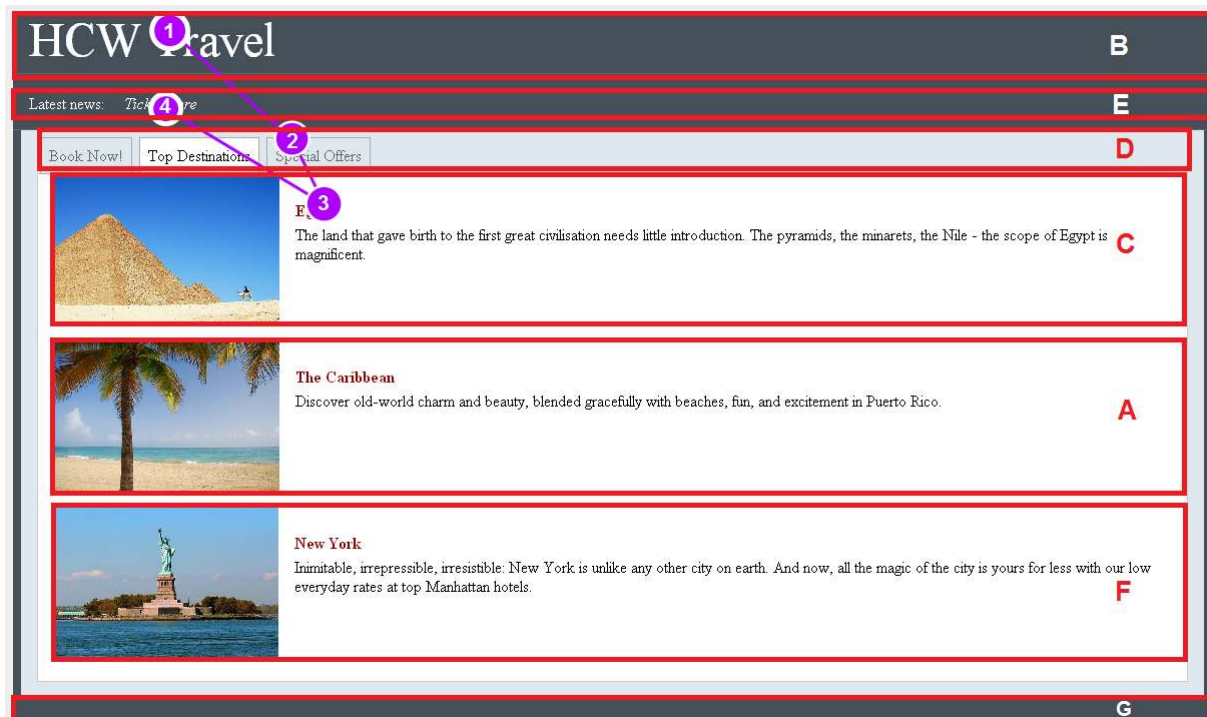 HCW Travel
1
B
Latest news:
4
E
Book Now! Top Destinations Special Offers
2
D
3
The land that gave birth to the first great civilisation needs little introduction. The pyramids, the minarets, the Nile - the scope of Egypt is
magnificent.
C
The Caribbean
Discover old-world charm and beauty, blended gracefully with beaches, fun, and excitement in Puerto Rico.
A
New York
Inimitable, irrepressible, irresistible: New York is unlike any other city on earth. And now, all the magic of the city is yours for less with our low
everyday rates at top Manhattan hotels.
F
G